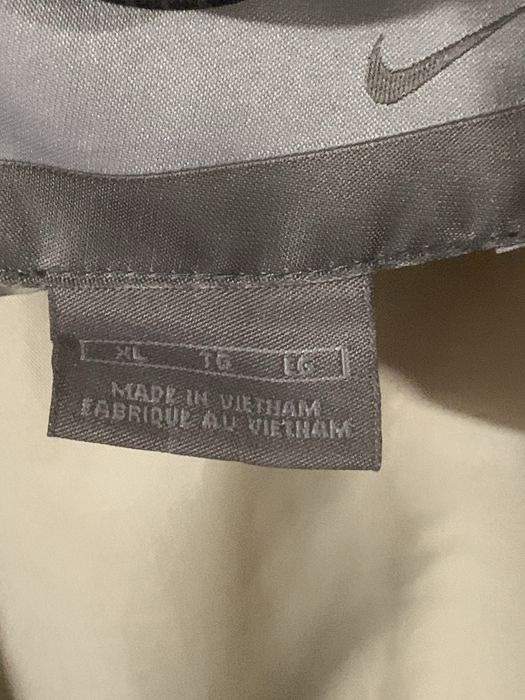 XL TG EG
MADE IN VIETNAM
FABRIQUE AU VIETNAM